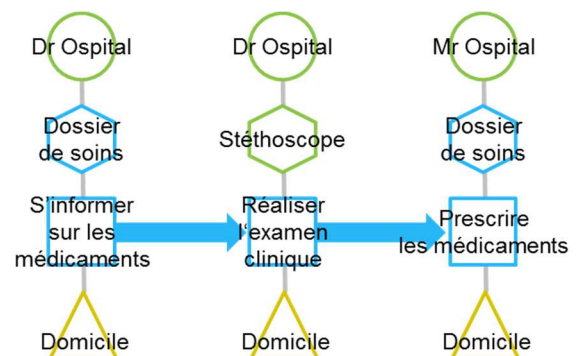 Dr Ospital
Dr Ospital
Mr Ospital
Dossier
de soins
Stéthoscope
Dossier
de soins
S'informer
sur les
médicaments
Réaliser
l'examen
clinique
Prescrire
les médicaments
Domicile
Domicile
Domicile